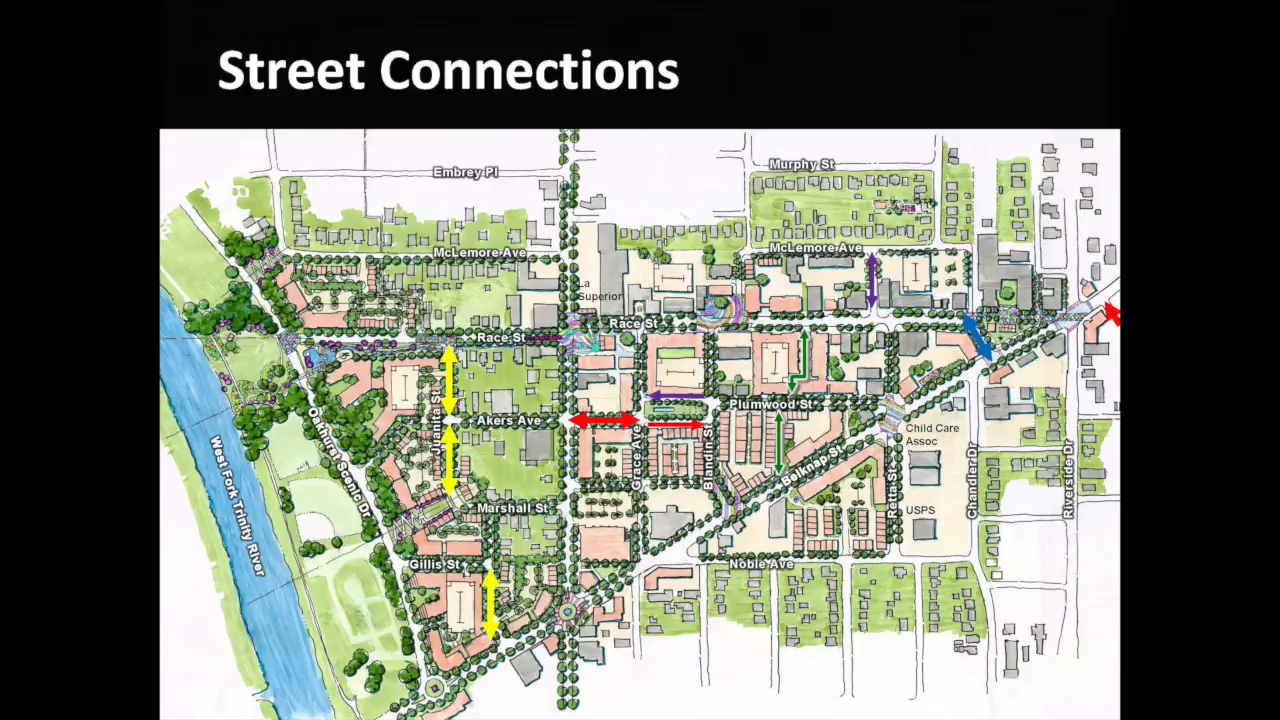 Street Connections
Embrey Pl
Murphy St
McLemore Ave
McLemore Ave
La
Superior
Race St
Race St
Juanita St
Akers Ave
Plumwood St
Oakhurst Scenic Dr
West Fork Trinity River
Grace Ave
Blandin St
Belknap St
Child Care
Assoc
Retta St
Chandler Dr
Riverside Dr
Marshall St
USPS
Gillis St
Noble Ave